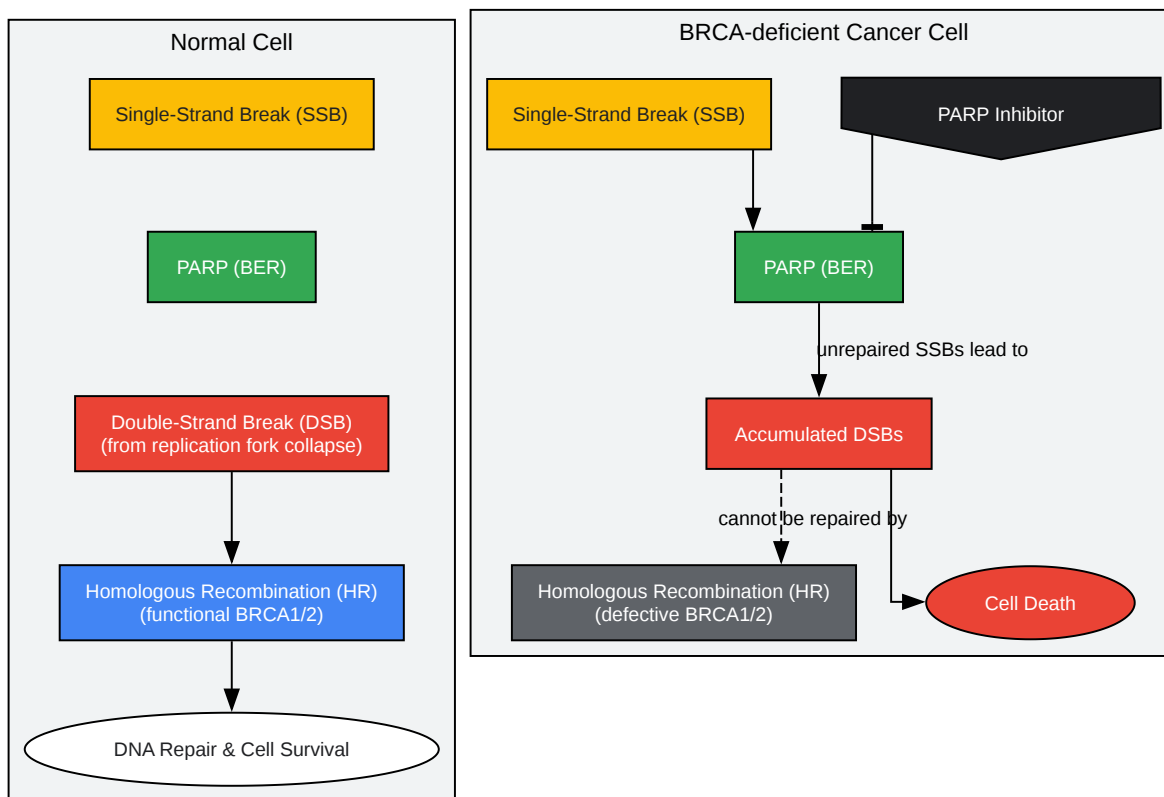 Normal Cell
Single-Strand Break (SSB)
PARP (BER)
Double-Strand Break (DSB)
(from replication fork collapse)
Homologous Recombination (HR)
(functional BRCA1/2)
DNA Repair & Cell Survival
BRCA-deficient Cancer Cell
Single-Strand Break (SSB)
PARP Inhibitor
PARP (BER)
unrepaired SSBs lead to
Accumulated DSBs
cannot be repaired by
Homologous Recombination (HR)
(defective BRCA1/2)
Cell Death